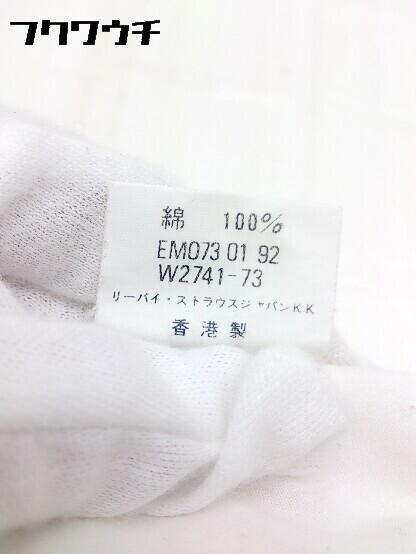 フクワウチ
綿 100%
EM073 01 92
W2741-73
リーバイ・ストラウスジャパンKK
香港製